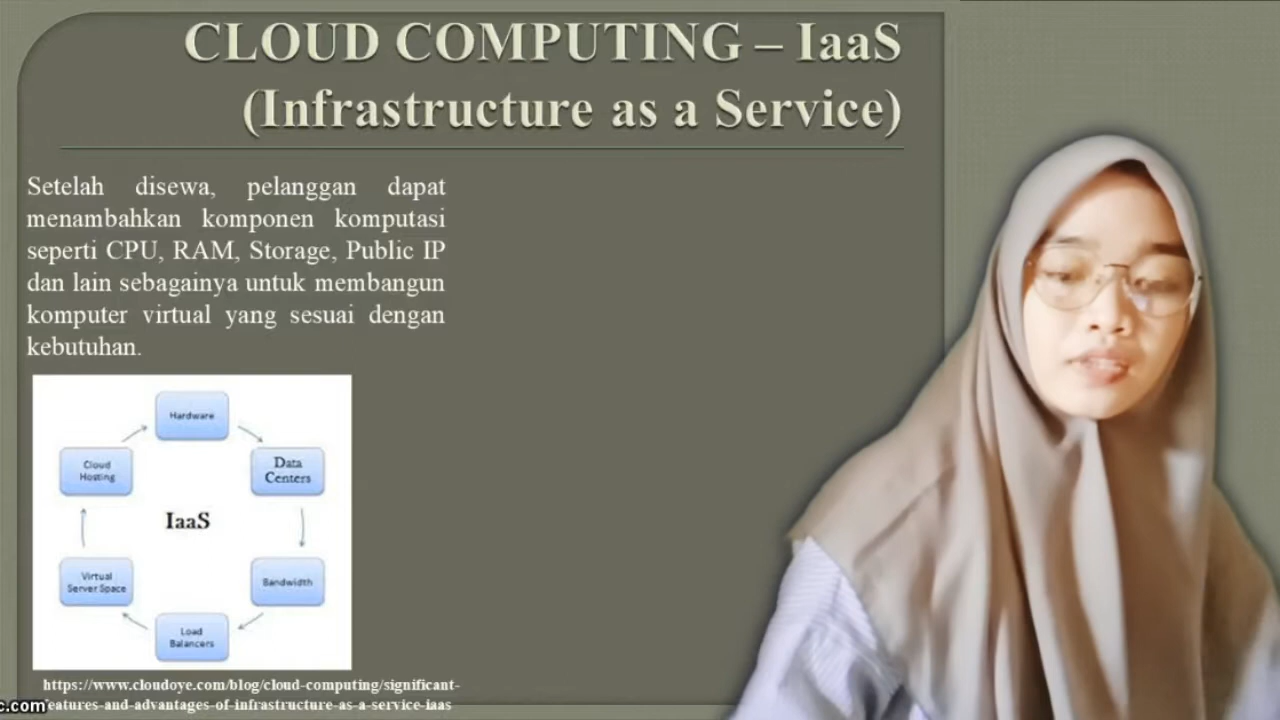 CLOUD COMPUTING – IaaS
(Infrastructure as a Service)
Setelah disewa, pelanggan dapat
menambahkan komponen komputasi
seperti CPU, RAM, Storage, Public IP
dan lain sebagainya untuk membangun
komputer virtual yang sesuai dengan
kebutuhan.
Hardware
Cloud
Hosting
Data
Centers
IaaS
Virtual
Server Space
Bandwidth
Load
Balancers
https://www.cloudoye.com/blog/cloud-computing/significant-
features-and-advantages-of-infrastructure-as-a-service-iaas
c.com